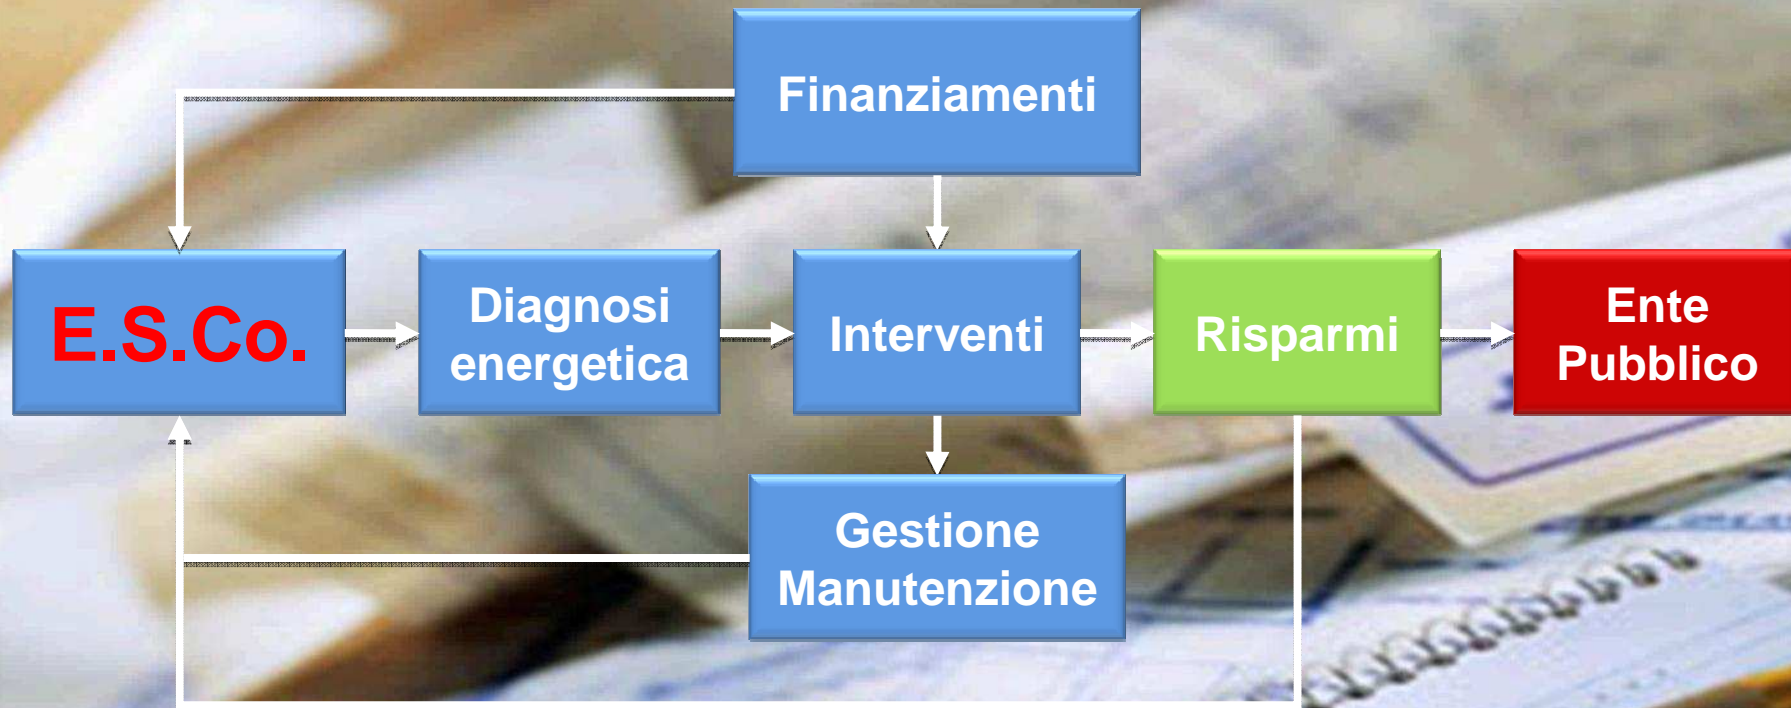 Finanziamenti
E.S.Co.
Diagnosi
energetica
Interventi
Risparmi
Ente
Pubblico
Gestione
Manutenzione